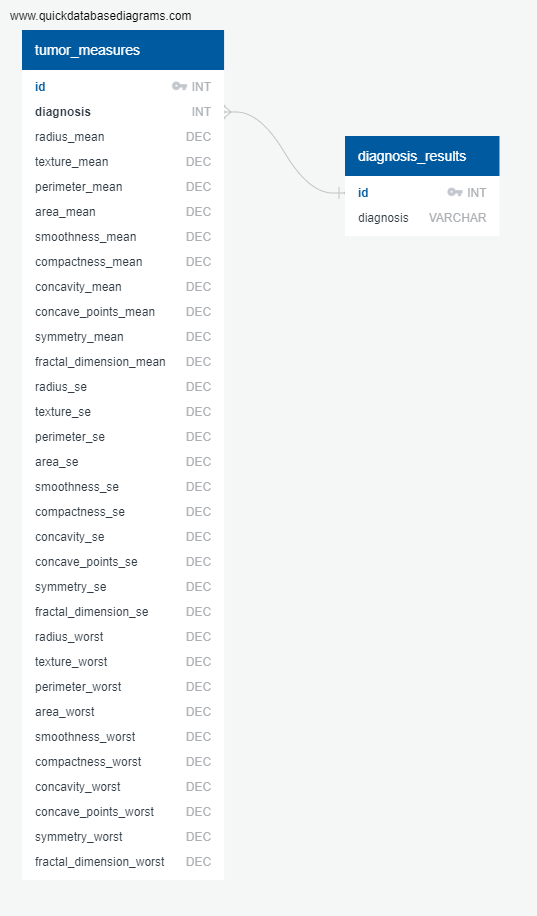 www.quickdatabasediagrams.com
tumor_measures
id INT
diagnosis INT
radius_mean DEC
texture_mean DEC
perimeter_mean DEC
area_mean DEC
smoothness_mean DEC
compactness_mean DEC
concavity_mean DEC
concave_points_mean DEC
symmetry_mean DEC
fractal_dimension_mean DEC
radius_se DEC
texture_se DEC
perimeter_se DEC
area_se DEC
smoothness_se DEC
compactness_se DEC
concavity_se DEC
concave_points_se DEC
symmetry_se DEC
fractal_dimension_se DEC
radius_worst DEC
texture_worst DEC
perimeter_worst DEC
area_worst DEC
smoothness_worst DEC
compactness_worst DEC
concavity_worst DEC
concave_points_worst DEC
symmetry_worst DEC
fractal_dimension_worst DEC
diagnosis_results
id INT
diagnosis VARCHAR